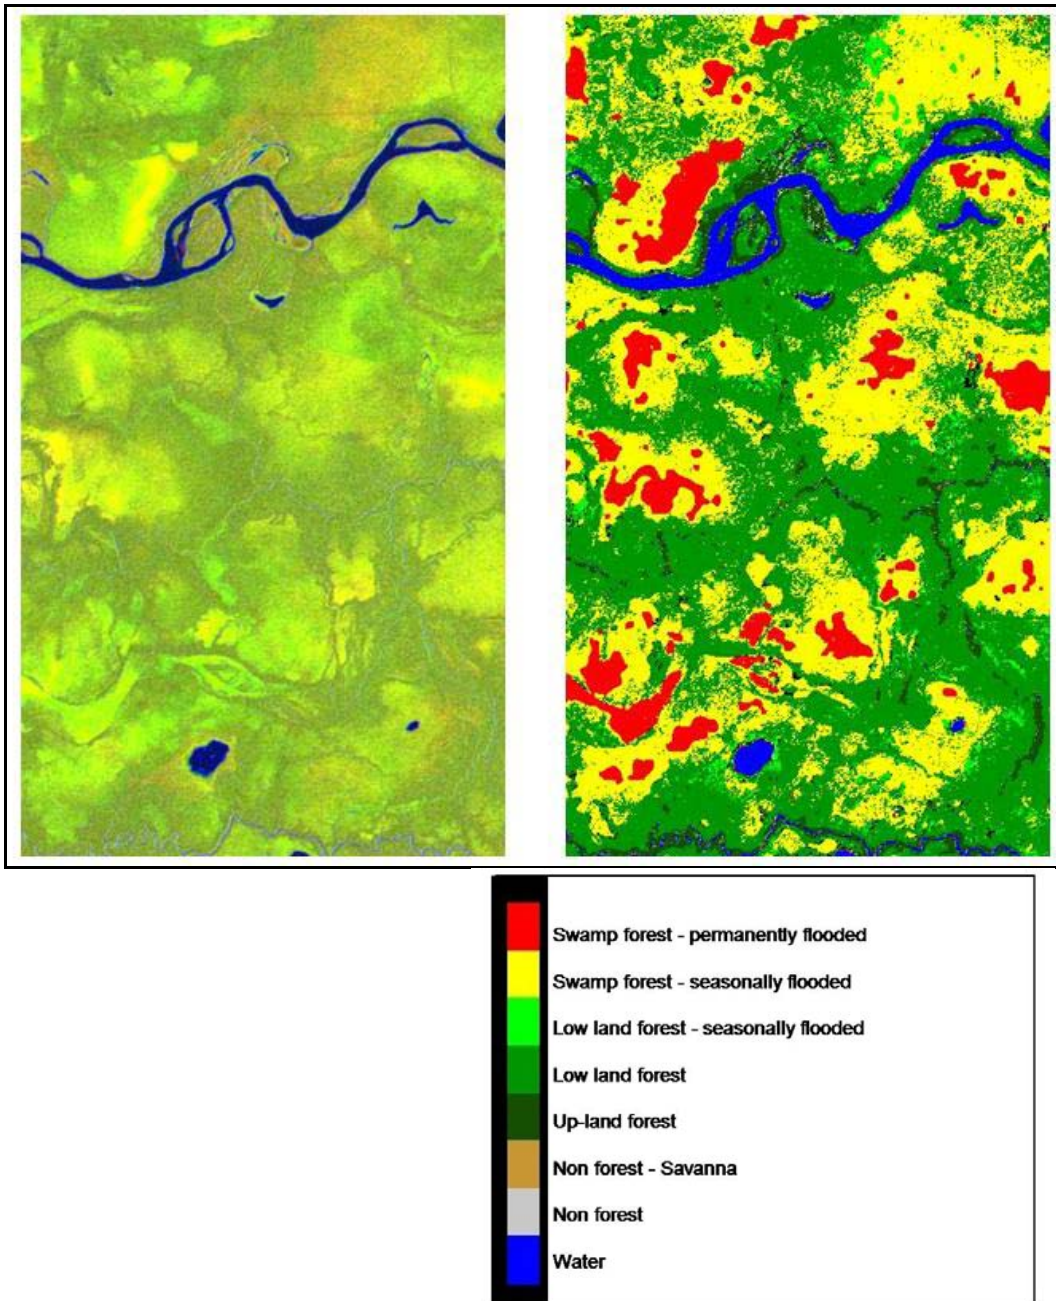 Swamp forest - permanently flooded
Swamp forest - seasonally flooded
Low land forest - seasonally flooded
Low land forest
Up-land forest
Non forest - Savanna
Non forest
Water